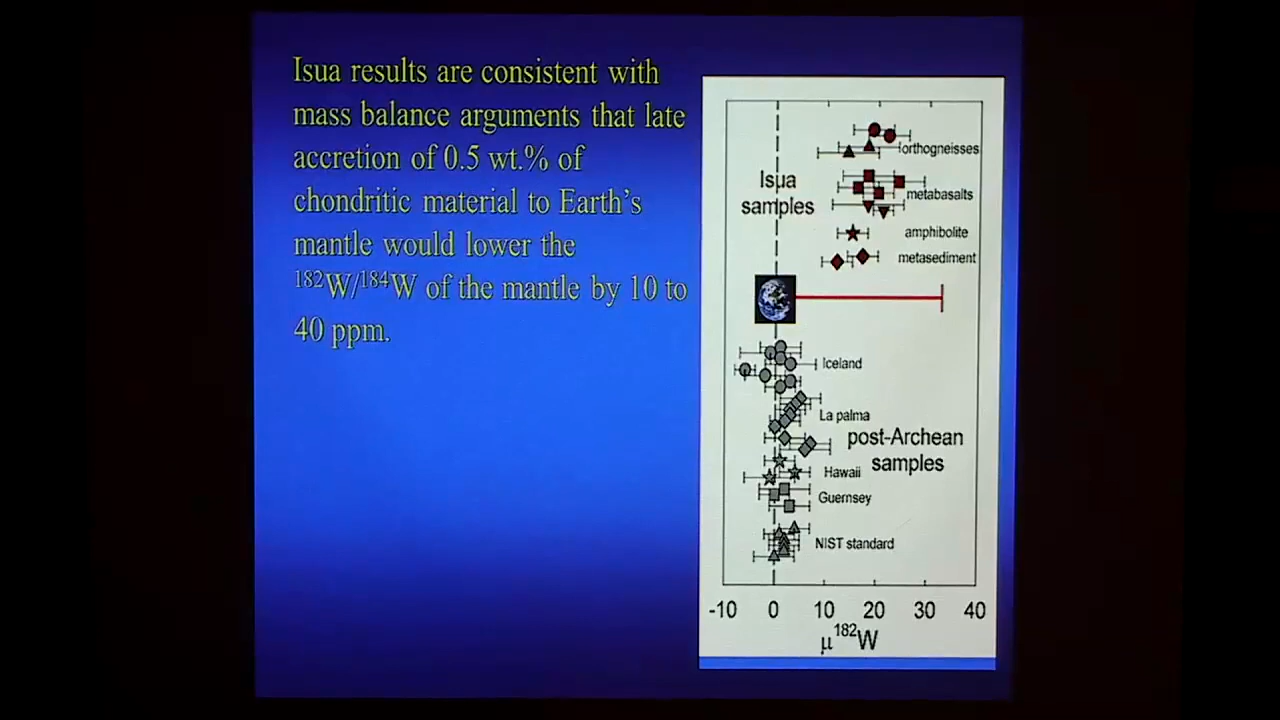 Isua results are consistent with
mass balance arguments that late
accretion of 0.5 wt.% of
chondritic material to Earth's
mantle would lower the
¹⁸²W/¹⁸⁴W of the mantle by 10 to
40 ppm.
orthogneisses
Isua
samples
metabasalts
amphibolite
metasediment
Iceland
La palma
post-Archean
samples
Hawaii
Guernsey
NIST standard
-10 0 10 20 30 40
μ¹⁸²W